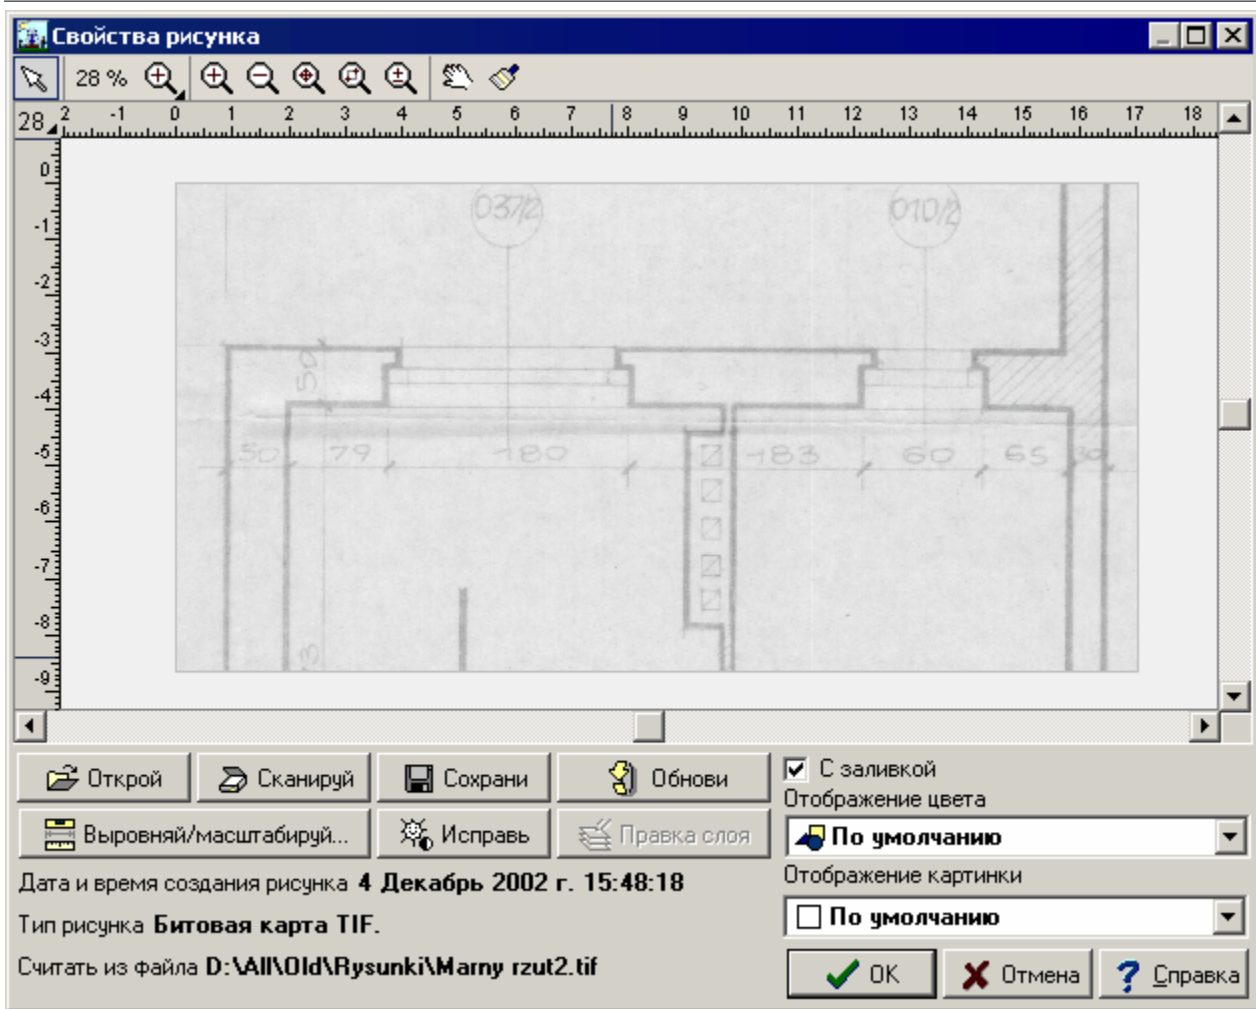 Свойства рисунка
28 %
28 2 -1 0 1 2 3 4 5 6 7 8 9 10 11 12 13 14 15 16 17 18
0
-1
-2
-3
-4
-5
-6
-7
-8
-9
037/2 010/2
50
50 79 180 183 60 65 30
3
Открой Сканируй Сохрани Обнови
Выровняй/масштабируй... Исправь Правка слоя
Дата и время создания рисунка 4 Декабрь 2002 г. 15:48:18
Тип рисунка Битовая карта TIF.
Считать из файла D:\All\Old\Rysunki\Marny rzut2.tif
С заливкой
Отображение цвета
По умолчанию
Отображение картинки
По умолчанию
OK Отмена Справка